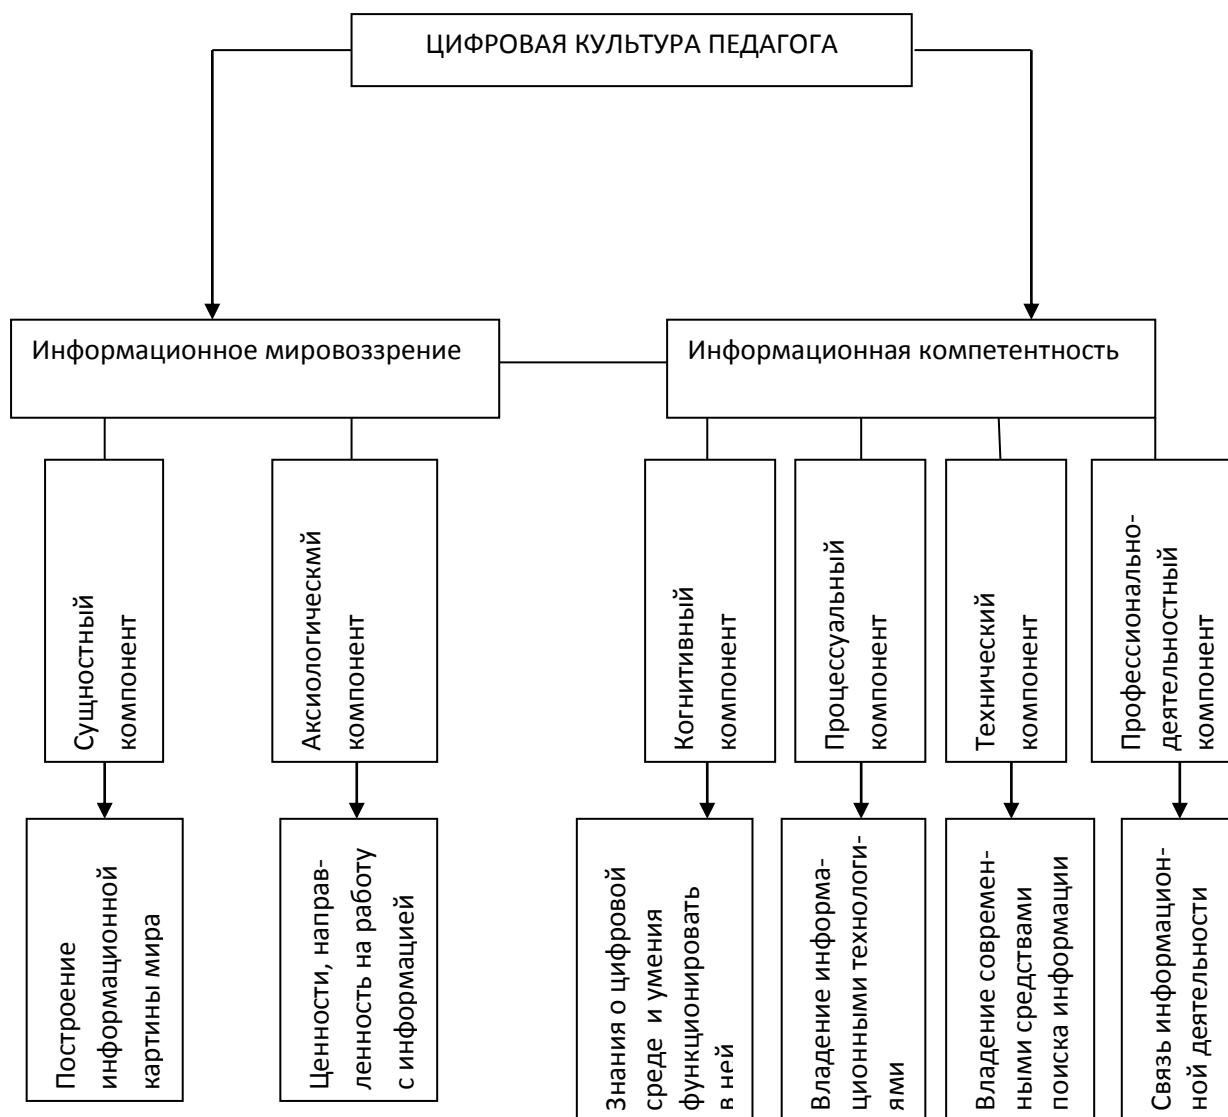 ЦИФРОВАЯ КУЛЬТУРА ПЕДАГОГА
Информационное мировоззрение
Информационная компетентность
Сущностный
компонент
Аксиологическмй
компонент
Когнитивный
компонент
Процессуальный
компонент
Технический
компонент
Профессионально-
деятельностный
компонент
Построение
информационной
картины мира
Ценности, направ-
ленность на работу
с информацией
Знания о цифровой
среде и умения
функционировать
в ней
Владение информа-
ционными технологи-
ями
Владение современ-
ными средствами
поиска информации
Связь информацион-
ной деятельности